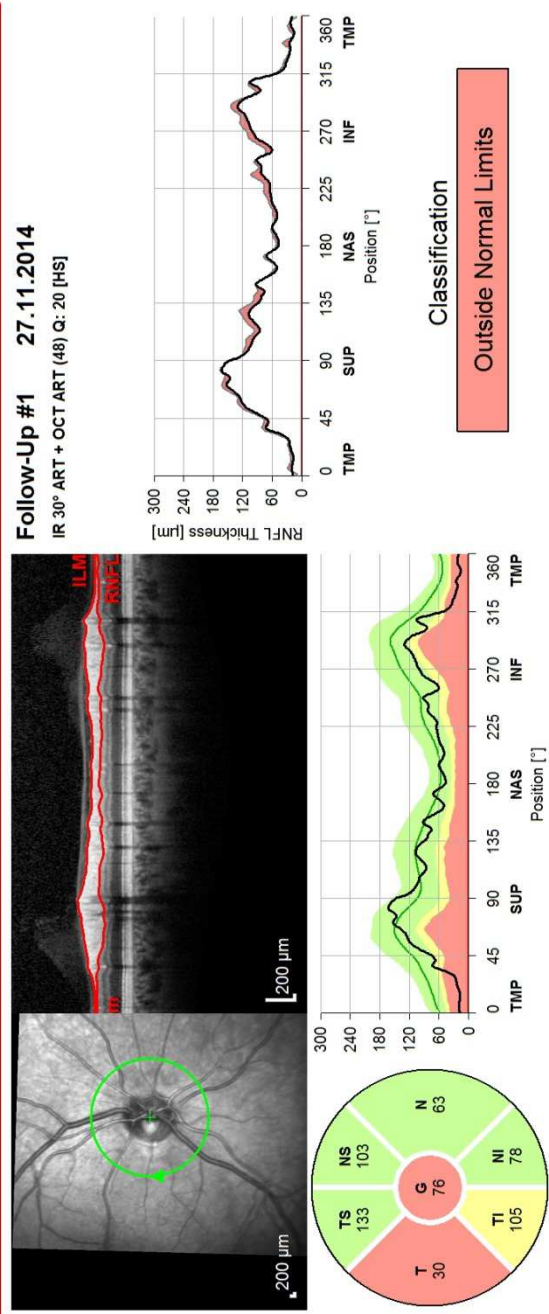 Follow-Up #1 27.11.2014
IR 30° ART + OCT ART (48) Q: 20 [HS]
200 µm
200 µm
ILM
RNFL
RNFL Thickness [µm]
300
240
180
120
60
0
0 45 90 135 180 225 270 315 360
TMP SUP NAS INF TMP
Position [°]
TS
133
NS
103
N
63
NI
78
TI
105
T
30
G
76
300
240
180
120
60
0
0 45 90 135 180 225 270 315 360
TMP SUP NAS INF TMP
Position [°]
Classification
Outside Normal Limits